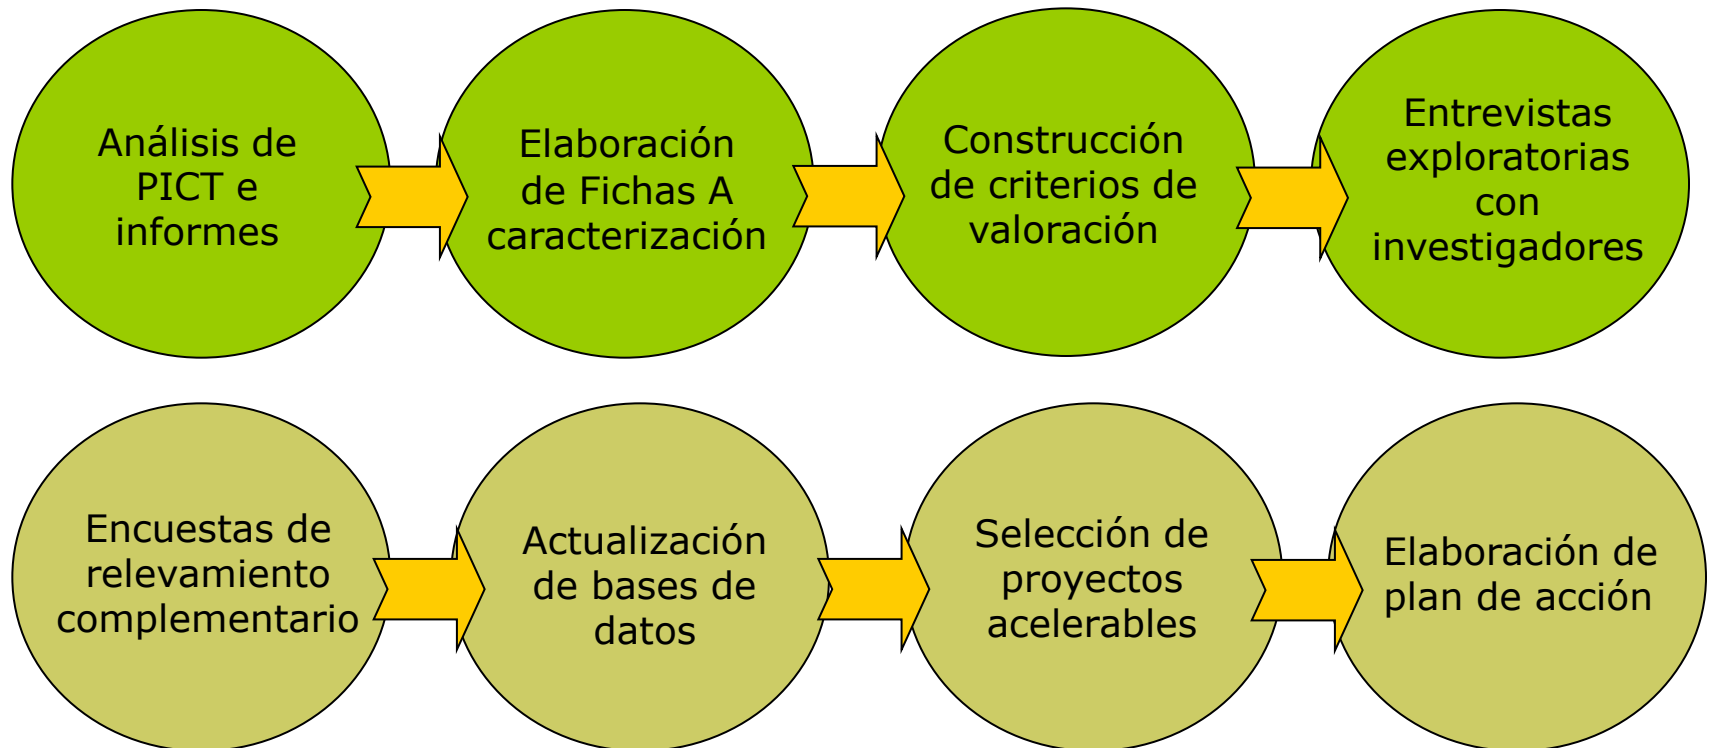 Análisis de
PICT e
informes
Elaboración
de Fichas A
caracterización
Construcción
de criterios de
valoración
Entrevistas
exploratorias
con
investigadores
Encuestas de
relevamiento
complementario
Actualización
de bases de
datos
Selección de
proyectos
acelerables
Elaboración de
plan de acción